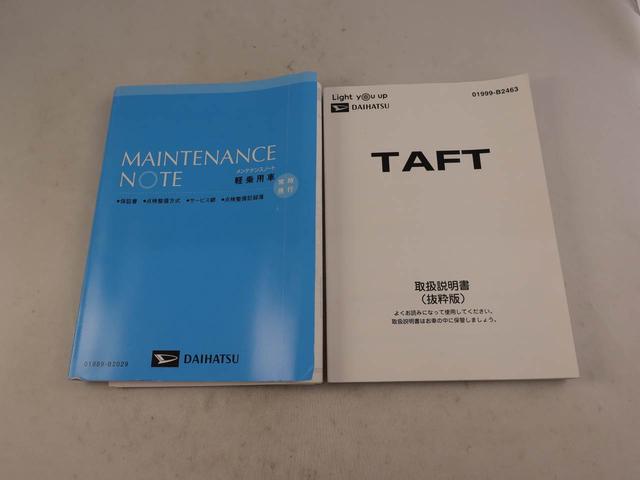 MAINTENANCE
NOTE
メンテナンスノート
軽乗用車
常時
携行
•保証書 •点検整備方式 •サービス網 •点検整備記録簿
01889-B2029
DAIHATSU
Light you up
DAIHATSU
01999-B2463
TAFT
取扱説明書
(抜粋版)
よくお読みになって使用してください。
取扱説明書はお車の中に保管しましょう。